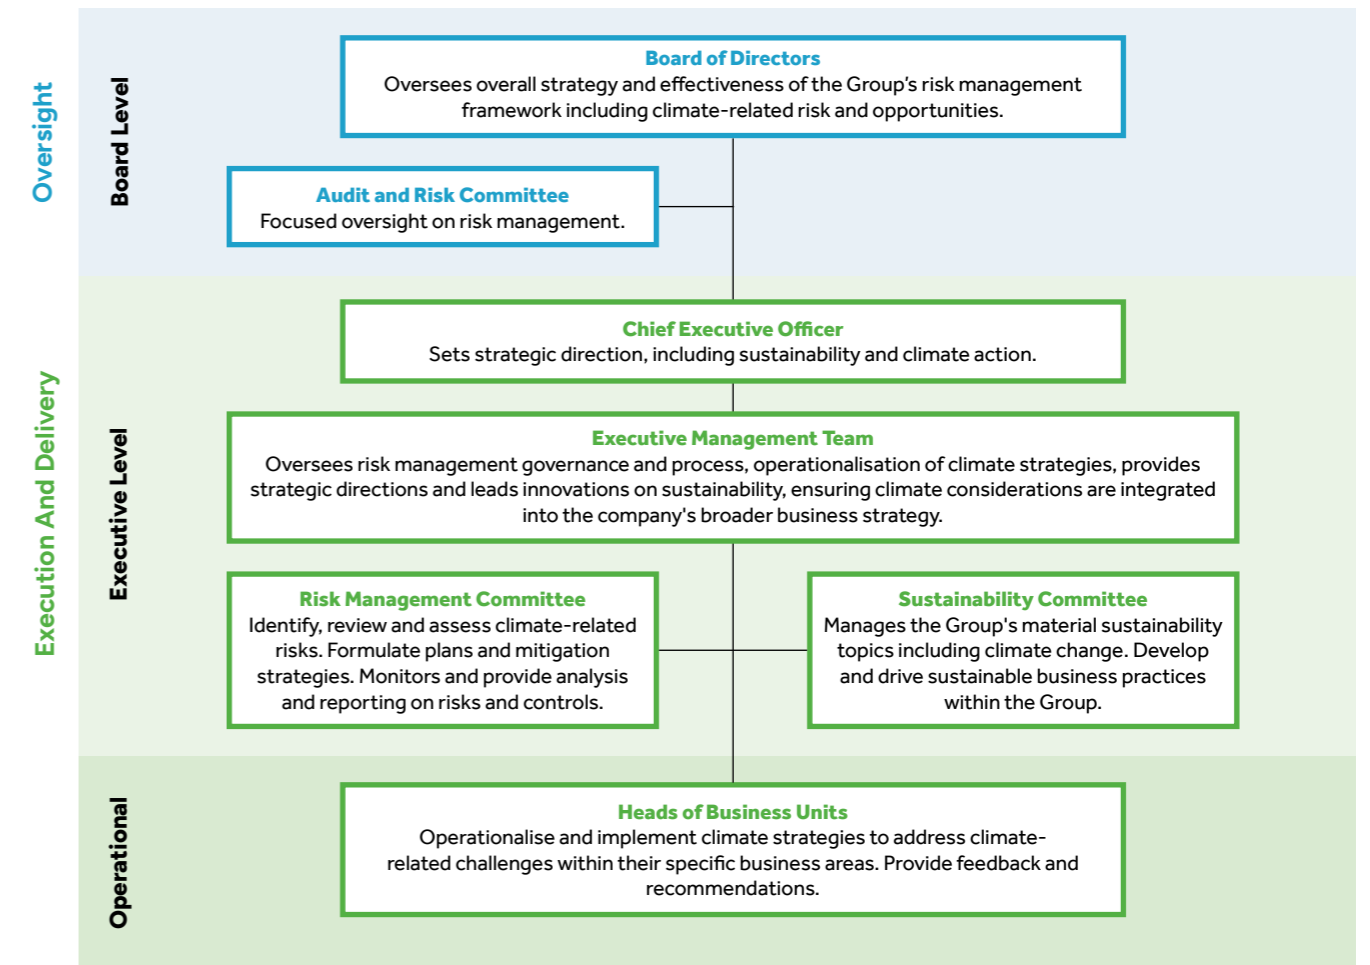 Oversight
Board Level
Board of Directors
Oversees overall strategy and effectiveness of the Group's risk management
framework including climate-related risk and opportunities.
Audit and Risk Committee
Focused oversight on risk management.
Execution And Delivery
Executive Level
Chief Executive Officer
Sets strategic direction, including sustainability and climate action.
Executive Management Team
Oversees risk management governance and process, operationalisation of climate strategies, provides
strategic directions and leads innovations on sustainability, ensuring climate considerations are integrated
into the company's broader business strategy.
Risk Management Committee
Identify, review and assess climate-related
risks. Formulate plans and mitigation
strategies. Monitors and provide analysis
and reporting on risks and controls.
Sustainability Committee
Manages the Group's material sustainability
topics including climate change. Develop
and drive sustainable business practices
within the Group.
Operational
Heads of Business Units
Operationalise and implement climate strategies to address climate-
related challenges within their specific business areas. Provide feedback and
recommendations.